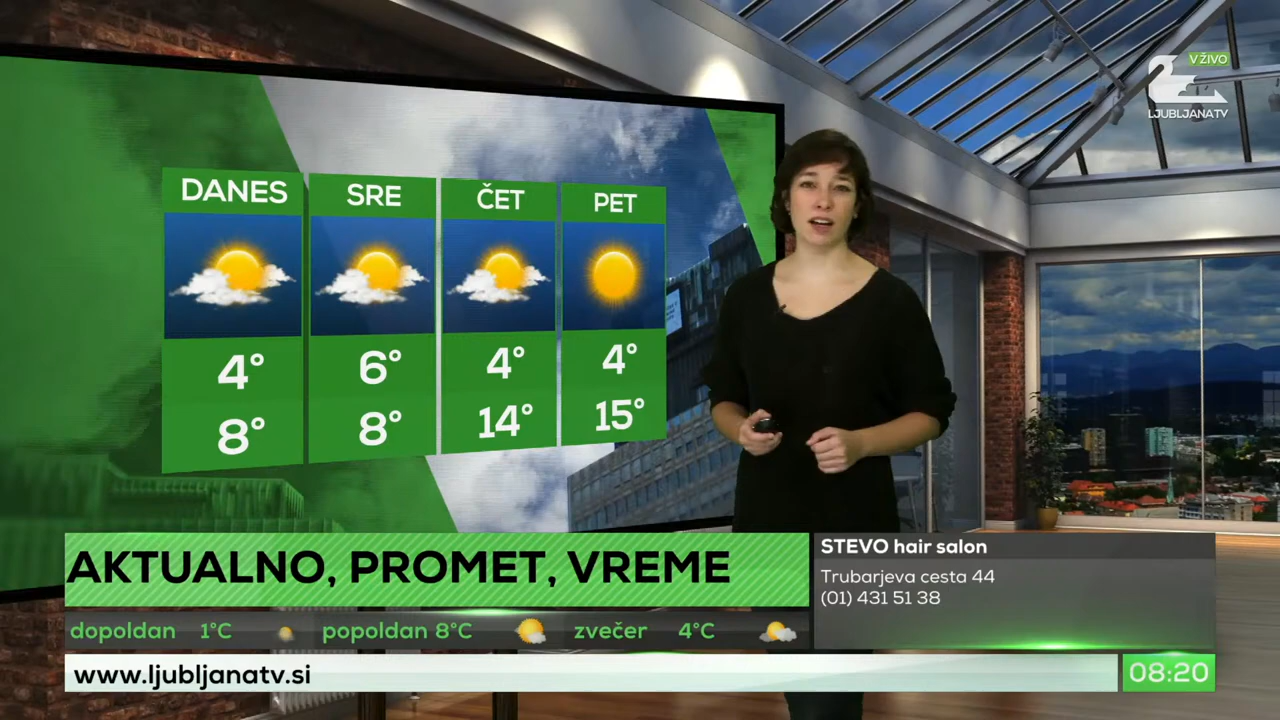 V ŽIVO
LJUBLJANATV
DANES
SRE
ČET
PET
4°
6°
4°
4°
8°
8°
14°
15°
AKTUALNO, PROMET, VREME
STEVO hair salon
Trubarjeva cesta 44
(01) 431 51 38
dopoldan 1°C popoldan 8°C zvečer 4°C
www.ljubljanatv.si
08:20